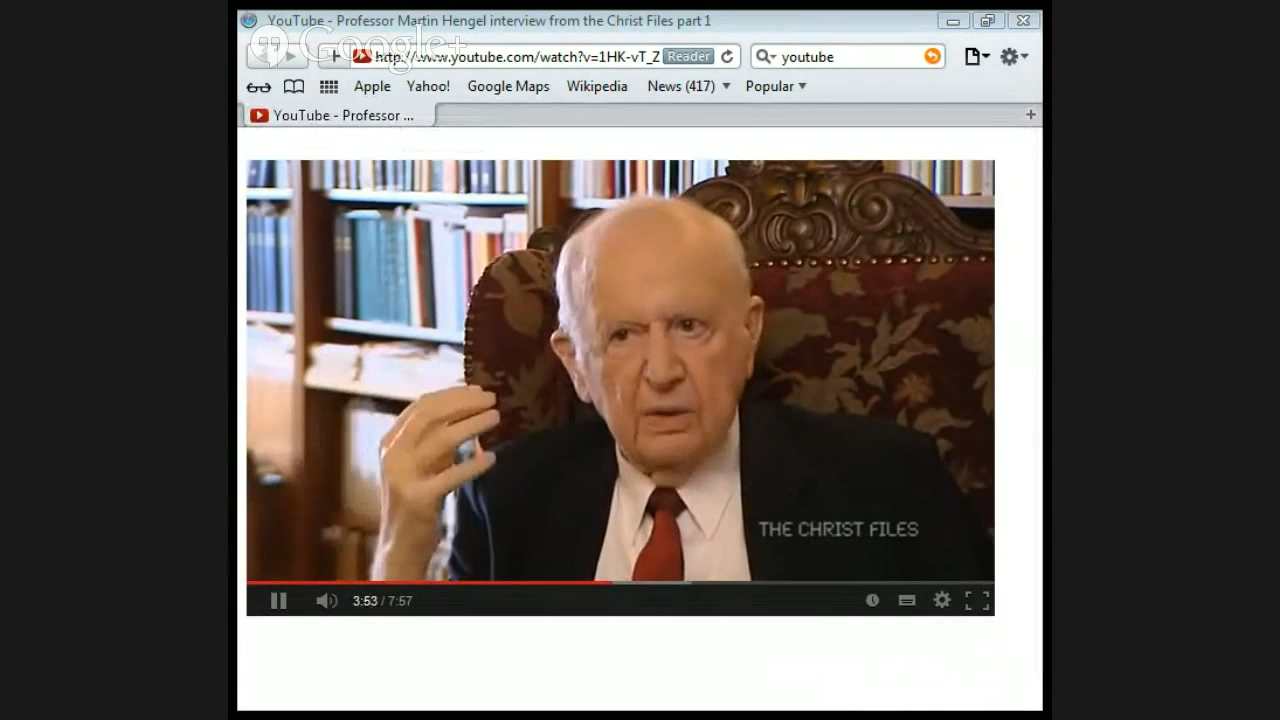 YouTube - Professor Martin Hengel interview from the Christ Files part 1
Google+
http://www.youtube.com/watch?v=1HK-vT_Z Reader youtube
Apple Yahoo! Google Maps Wikipedia News (417) Popular
YouTube - Professor ...
THE CHRIST FILES
3:53 / 7:57